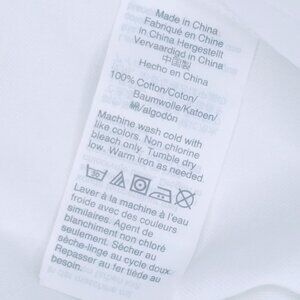 Made in China
Fabriqué en Chine
in China Hergestellt
Vervaardigd in China
中国製
Hecho en China
100% Cotton/Coton/
Baumwolle/Katoen/
綿/algodón
Machine wash cold with
like colors. Non chlorine
bleach only. Tumble dry
low. Warm iron as needed
Laver à la machine à l'eau
froide avec des couleurs
similaires. Agent de
blanchiment non chloré
seulement. Sécher au
sèche-linge au cycle doux.
Repasser au fer tiède au
besoin.